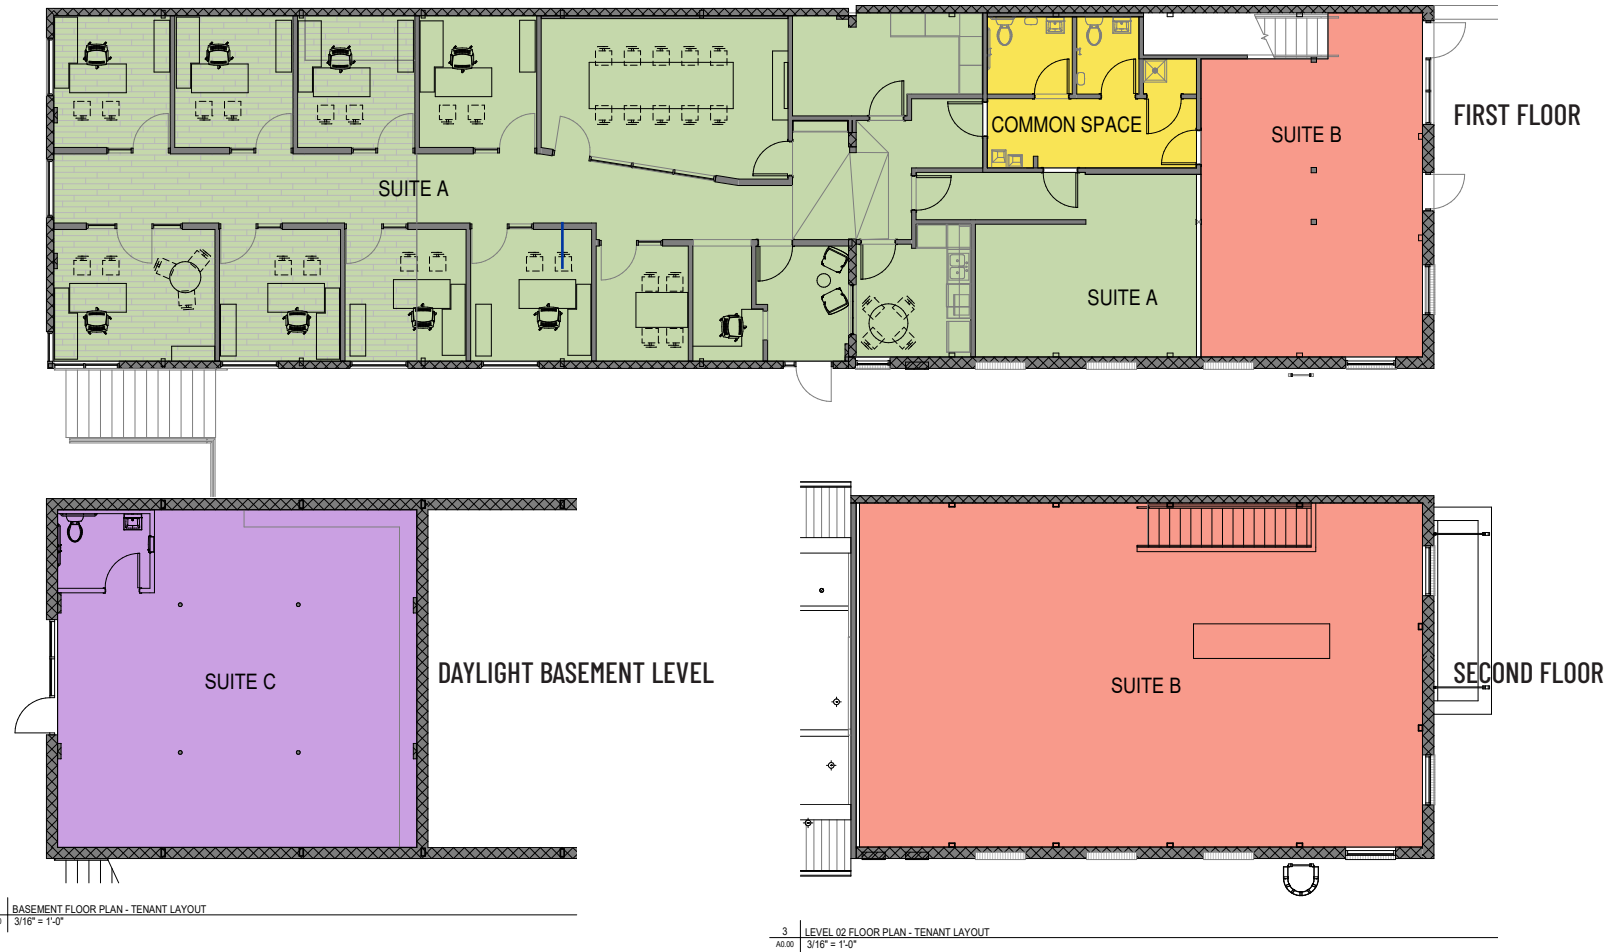 FIRST FLOOR
COMMON SPACE
SUITE B
SUITE A
SUITE A
SUITE C
DAYLIGHT BASEMENT LEVEL
SUITE B
SECOND FLOOR
BASEMENT FLOOR PLAN - TENANT LAYOUT
3/16" = 1'-0"
3 LEVEL 02 FLOOR PLAN - TENANT LAYOUT
A0.00 3/16" = 1'-0"